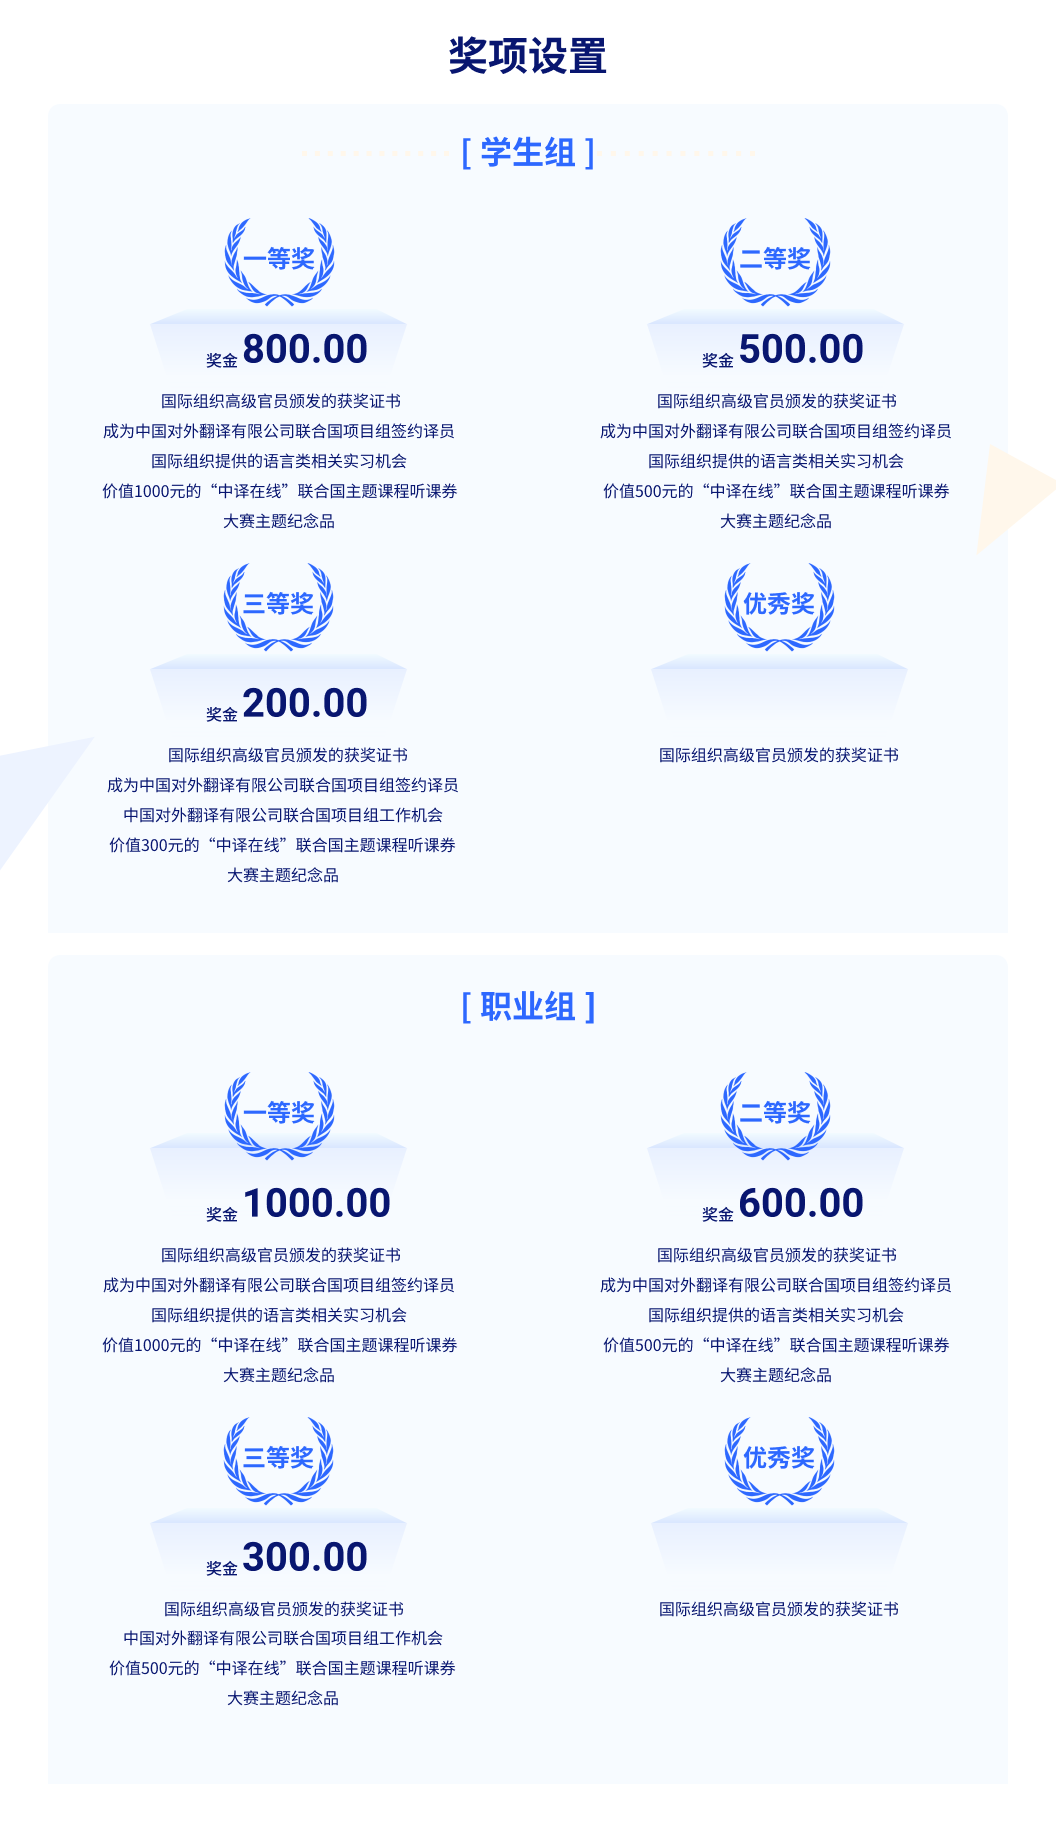 奖项设置
[ 学生组 ]
一等奖
奖金 800.00
国际组织高级官员颁发的获奖证书
成为中国对外翻译有限公司联合国项目组签约译员
国际组织提供的语言类相关实习机会
价值1000元的“中译在线”联合国主题课程听课券
大赛主题纪念品
二等奖
奖金 500.00
国际组织高级官员颁发的获奖证书
成为中国对外翻译有限公司联合国项目组签约译员
国际组织提供的语言类相关实习机会
价值500元的“中译在线”联合国主题课程听课券
大赛主题纪念品
三等奖
奖金 200.00
国际组织高级官员颁发的获奖证书
成为中国对外翻译有限公司联合国项目组签约译员
中国对外翻译有限公司联合国项目组工作机会
价值300元的“中译在线”联合国主题课程听课券
大赛主题纪念品
优秀奖
国际组织高级官员颁发的获奖证书
[ 职业组 ]
一等奖
奖金 1000.00
国际组织高级官员颁发的获奖证书
成为中国对外翻译有限公司联合国项目组签约译员
国际组织提供的语言类相关实习机会
价值1000元的“中译在线”联合国主题课程听课券
大赛主题纪念品
二等奖
奖金 600.00
国际组织高级官员颁发的获奖证书
成为中国对外翻译有限公司联合国项目组签约译员
国际组织提供的语言类相关实习机会
价值500元的“中译在线”联合国主题课程听课券
大赛主题纪念品
三等奖
奖金 300.00
国际组织高级官员颁发的获奖证书
中国对外翻译有限公司联合国项目组工作机会
价值500元的“中译在线”联合国主题课程听课券
大赛主题纪念品
优秀奖
国际组织高级官员颁发的获奖证书